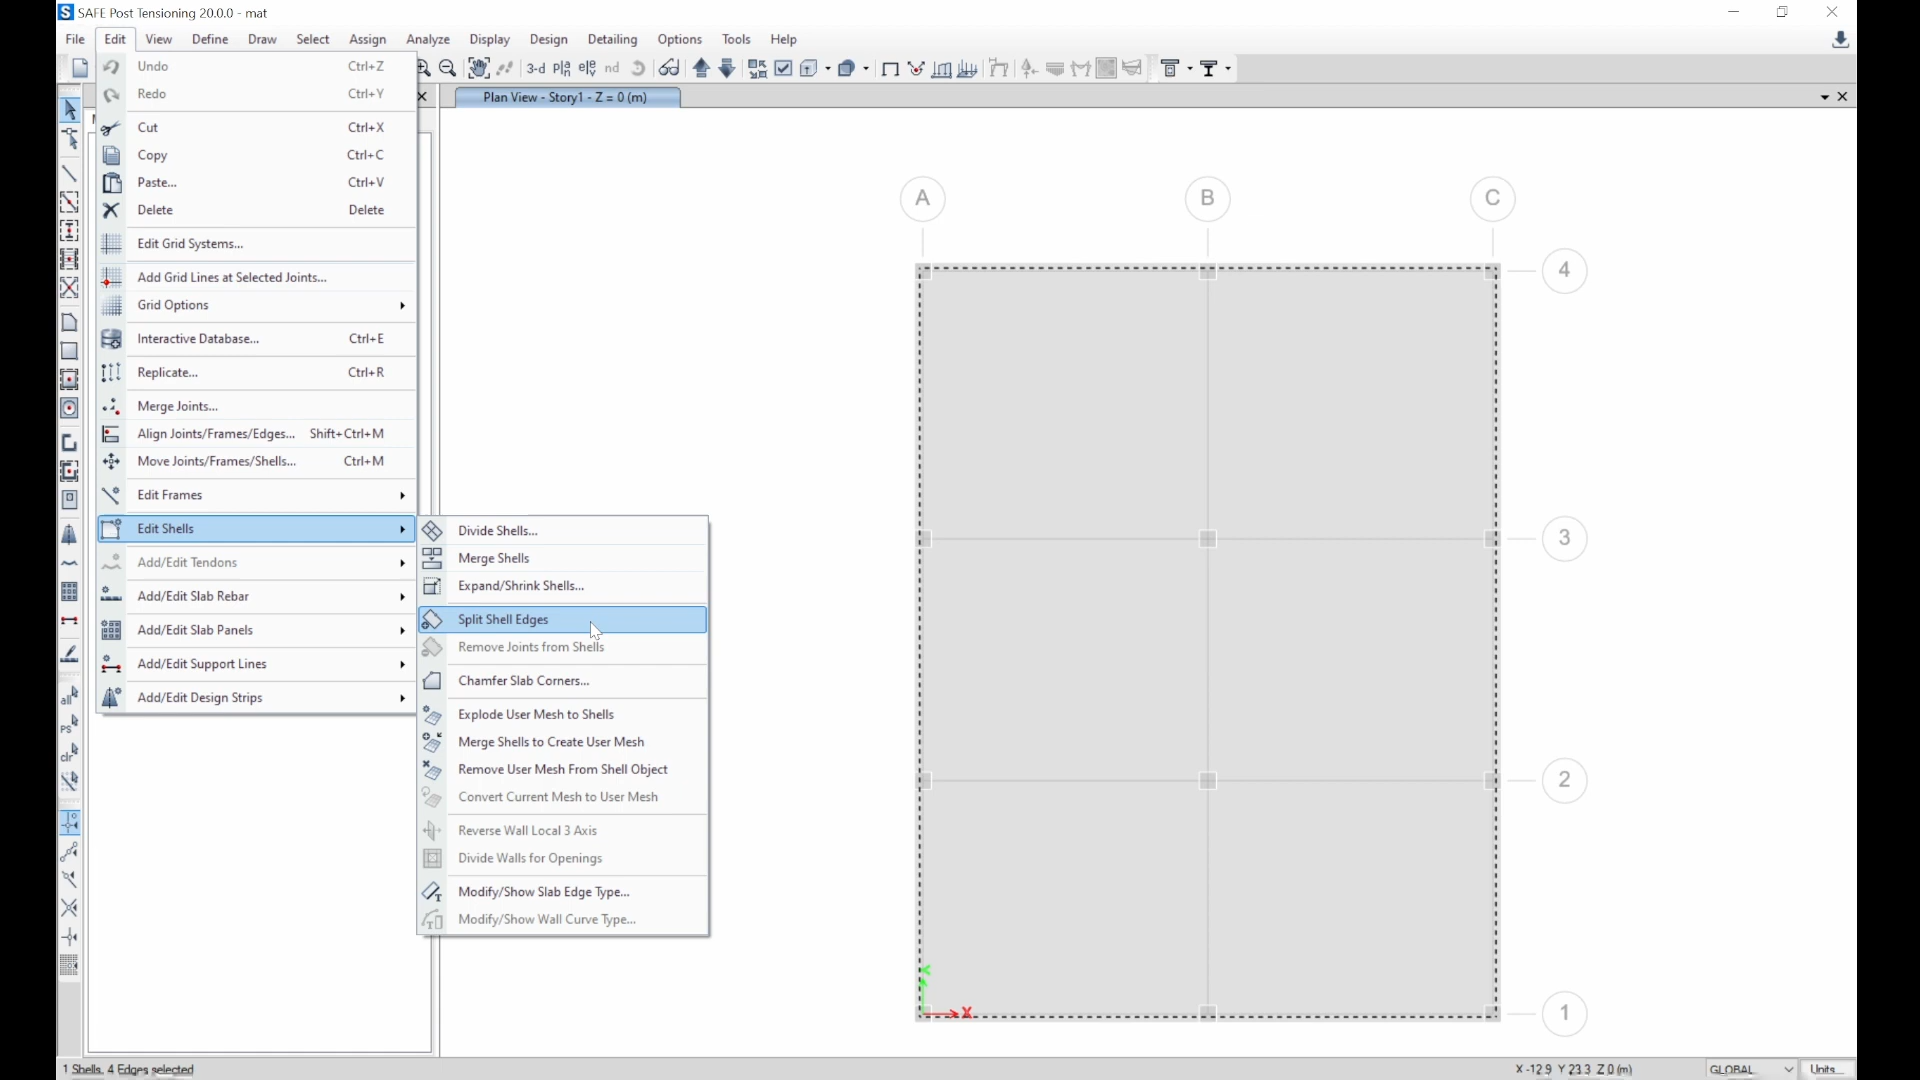 SAFE Post Tensioning 20.0.0 - mat
File Edit View Define Draw Select Assign Analyze Display Design Detailing Options Tools Help
3-d pln elv nd
Undo Ctrl+Z
Redo Ctrl+Y
Cut Ctrl+X
Copy Ctrl+C
Paste... Ctrl+V
Delete Delete
Edit Grid Systems...
Add Grid Lines at Selected Joints...
Grid Options
Interactive Database... Ctrl+E
Replicate... Ctrl+R
Merge Joints...
Align Joints/Frames/Edges... Shift+Ctrl+M
Move Joints/Frames/Shells... Ctrl+M
Edit Frames
Edit Shells
Add/Edit Tendons
Add/Edit Slab Rebar
Add/Edit Slab Panels
Add/Edit Support Lines
Add/Edit Design Strips
Divide Shells...
Merge Shells
Expand/Shrink Shells...
Split Shell Edges
Remove Joints from Shells
Chamfer Slab Corners...
Explode User Mesh to Shells
Merge Shells to Create User Mesh
Remove User Mesh From Shell Object
Convert Current Mesh to User Mesh
Reverse Wall Local 3 Axis
Divide Walls for Openings
Modify/Show Slab Edge Type...
Modify/Show Wall Curve Type...
all
ps
clr
Plan View - Story1 - Z = 0 (m)
A B C
4
3
2
1
Y
X
1 Shells, 4 Edges selected
X -12.9 Y 23.3 Z 0 (m)
GLOBAL
Units...